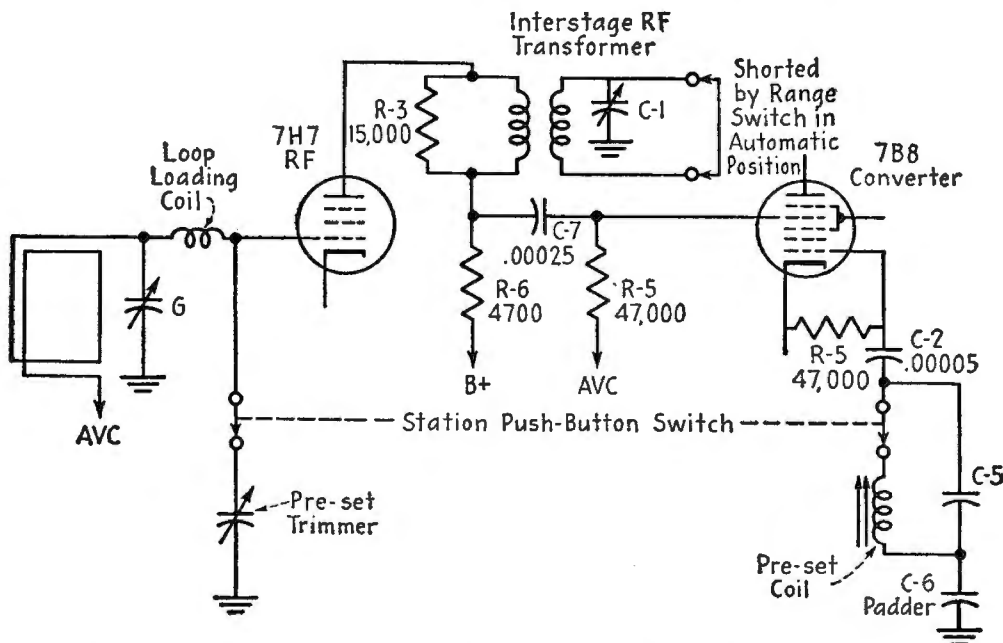 Interstage RF
Transformer
Shorted
by Range
Switch in
Automatic
Position
R-3
15,000
C-1
7H7
RF
7B8
Converter
Loop
Loading
Coil
C-7
.00025
G
R-6
4700
R-5
47,000
R-5
47,000
C-2
.00005
B+
AVC
AVC
Station Push-Button Switch
C-5
Pre-set
Trimmer
Pre-set
Coil
C-6
Padder